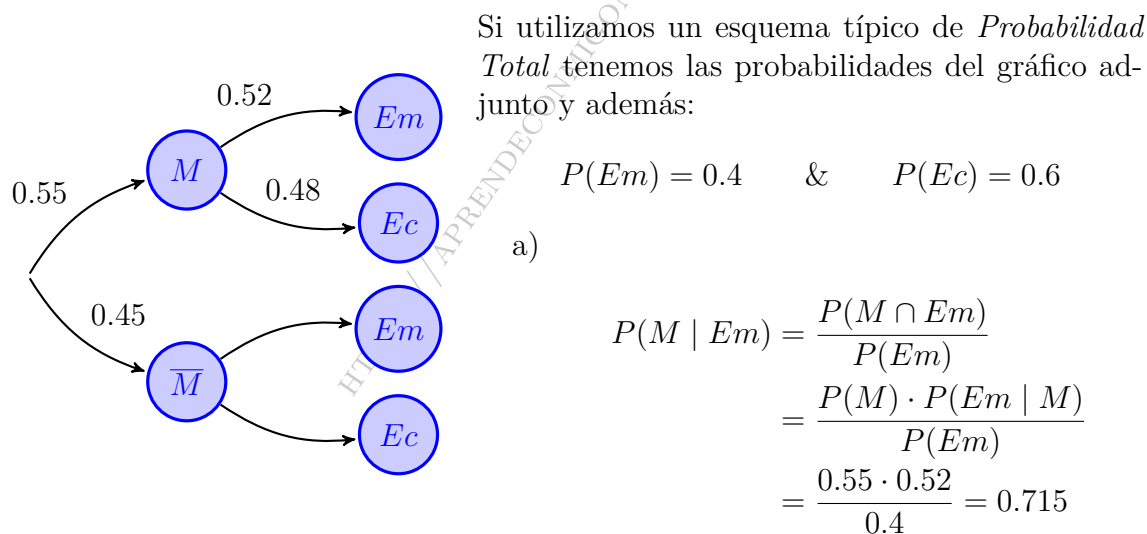 Si utilizamos un esquema típico de Probabilidad
Total tenemos las probabilidades del gráfico ad-
junto y además:
P(Em) = 0.4 & P(Ec) = 0.6
a)
P(M | Em) = P(M ∩ Em) / P(Em)
= P(M) · P(Em | M) / P(Em)
= 0.55 · 0.52 / 0.4 = 0.715
0.55
M
0.52
Em
0.48
Ec
0.45
M̅
Em
Ec
//APRENDECONMIGO